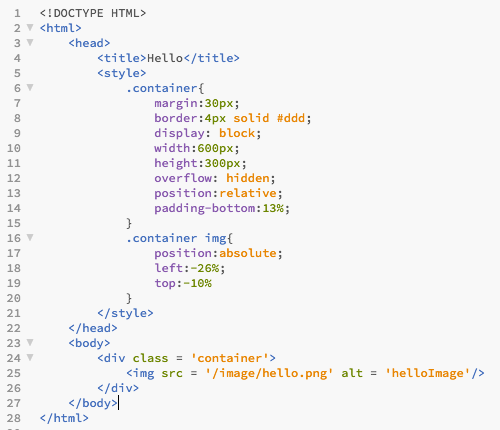 1 <!DOCTYPE HTML>
2 <html>
3 <head>
4 <title>Hello</title>
5 <style>
6 .container{
7 margin:30px;
8 border:4px solid #ddd;
9 display: block;
10 width:600px;
11 height:300px;
12 overflow: hidden;
13 position:relative;
14 padding-bottom:13%;
15 }
16 .container img{
17 position:absolute;
18 left:-26%;
19 top:-10%
20 }
21 </style>
22 </head>
23 <body>
24 <div class = 'container'>
25 <img src = '/image/hello.png' alt = 'helloImage'/>
26 </div>
27 </body>
28 </html>